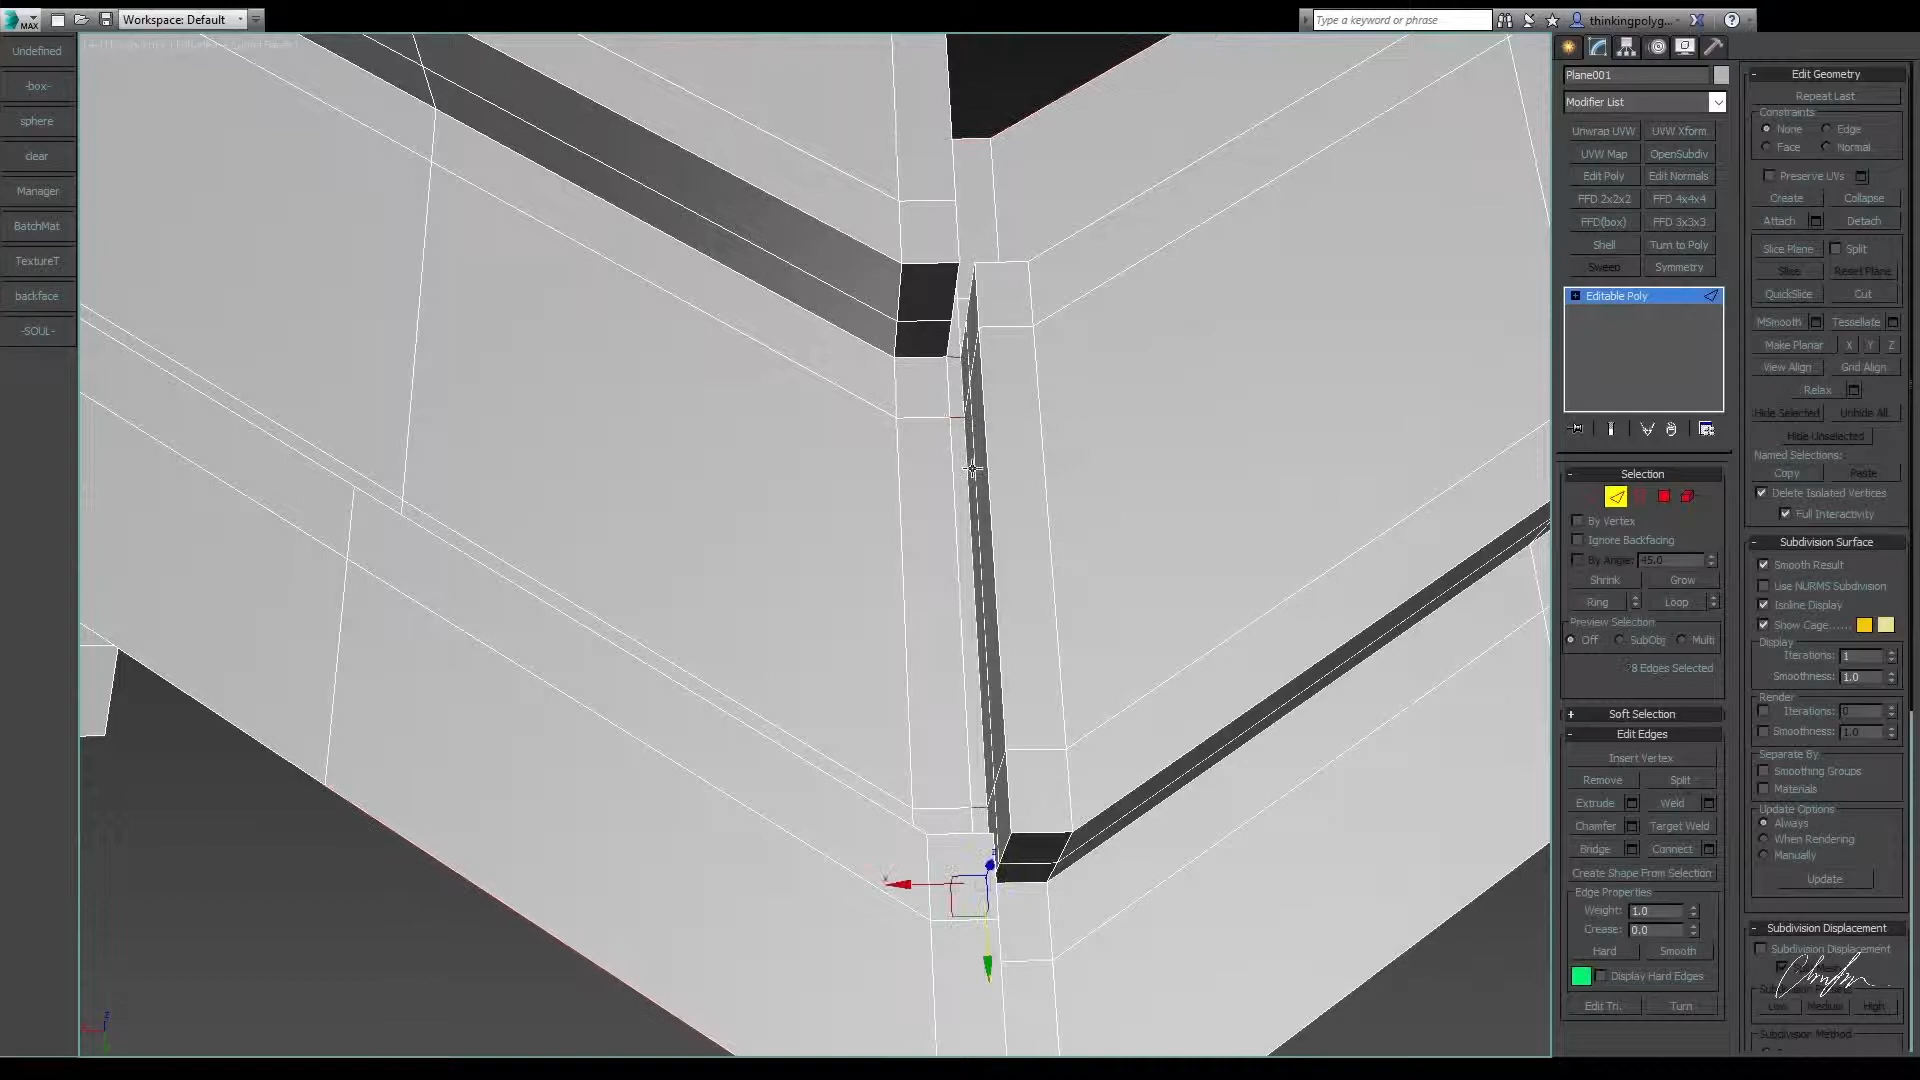 MAX
Workspace: Default
Type a keyword or phrase
thinkingpolyg...
Undefined
-box-
sphere
clear
Manager
BatchMat
TextureT
backface
-SOUL-
Plane001
Modifier List
Unwrap UVW
UVW Xform
UVW Map
OpenSubdiv
Edit Poly
Edit Normals
FFD 2x2x2
FFD 4x4x4
FFD(box)
FFD 3x3x3
Shell
Turn to Poly
Sweep
Symmetry
Editable Poly
Selection
By Vertex
Ignore Backfacing
By Angle:
45.0
Shrink
Grow
Ring
Loop
Preview Selection
Off
SubObj
Multi
8 Edges Selected
Soft Selection
Edit Edges
Insert Vertex
Remove
Split
Extrude
Weld
Chamfer
Target Weld
Bridge
Connect
Create Shape From Selection
Edge Properties
Weight:
1.0
Crease:
0.0
Hard
Smooth
Display Hard Edges
Edit Tri.
Turn
Edit Geometry
Repeat Last
Constraints
None
Edge
Face
Normal
Preserve UVs
Create
Collapse
Attach
Detach
Slice Plane
Split
Slice
Reset Plane
QuickSlice
Cut
MSmooth
Tessellate
Make Planar
X
Y
Z
View Align
Grid Align
Relax
Hide Selected
Unhide All
Hide Unselected
Named Selections:
Copy
Paste
Delete Isolated Vertices
Full Interactivity
Subdivision Surface
Smooth Result
Use NURMS Subdivision
Isoline Display
Show Cage......
Display
Iterations:
1
Smoothness:
1.0
Render
Iterations:
0
Smoothness:
1.0
Separate By
Smoothing Groups
Materials
Update Options
Always
When Rendering
Manually
Update
Subdivision Displacement
Subdivision Displacement
Low
Medium
High
Subdivision Method